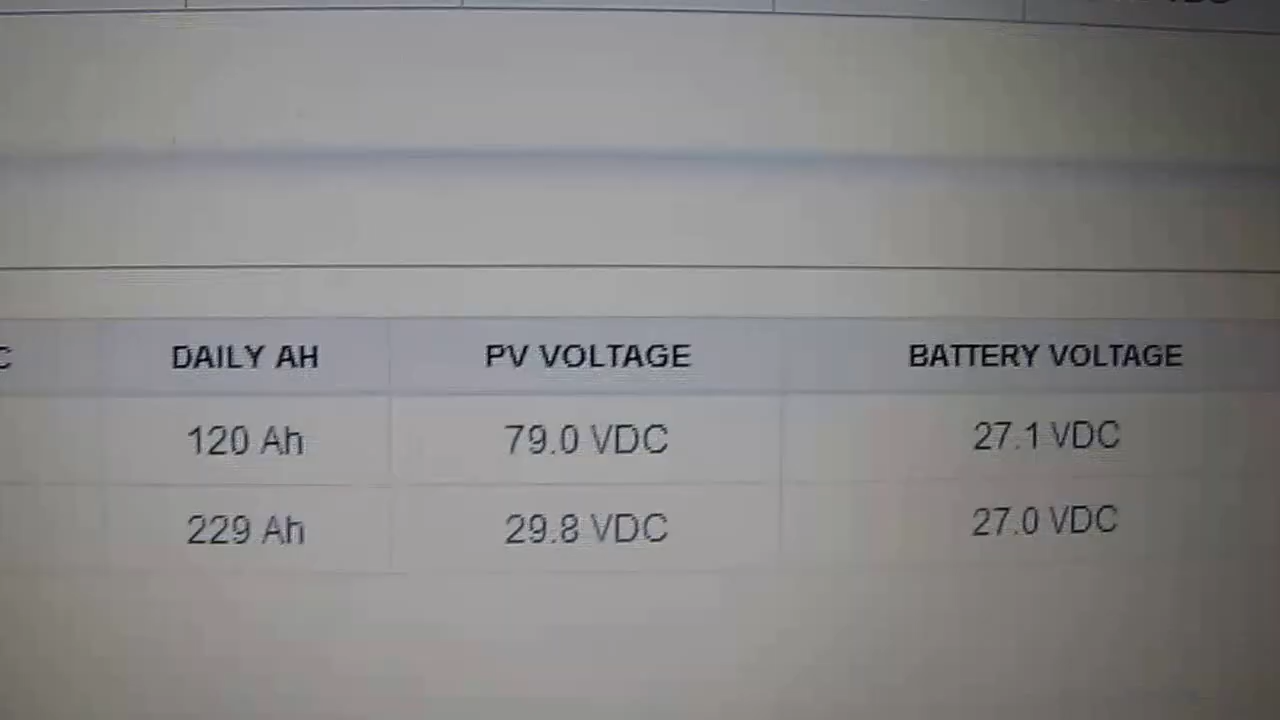 DAILY AH PV VOLTAGE BATTERY VOLTAGE
120 Ah 79.0 VDC 27.1 VDC
229 Ah 29.8 VDC 27.0 VDC